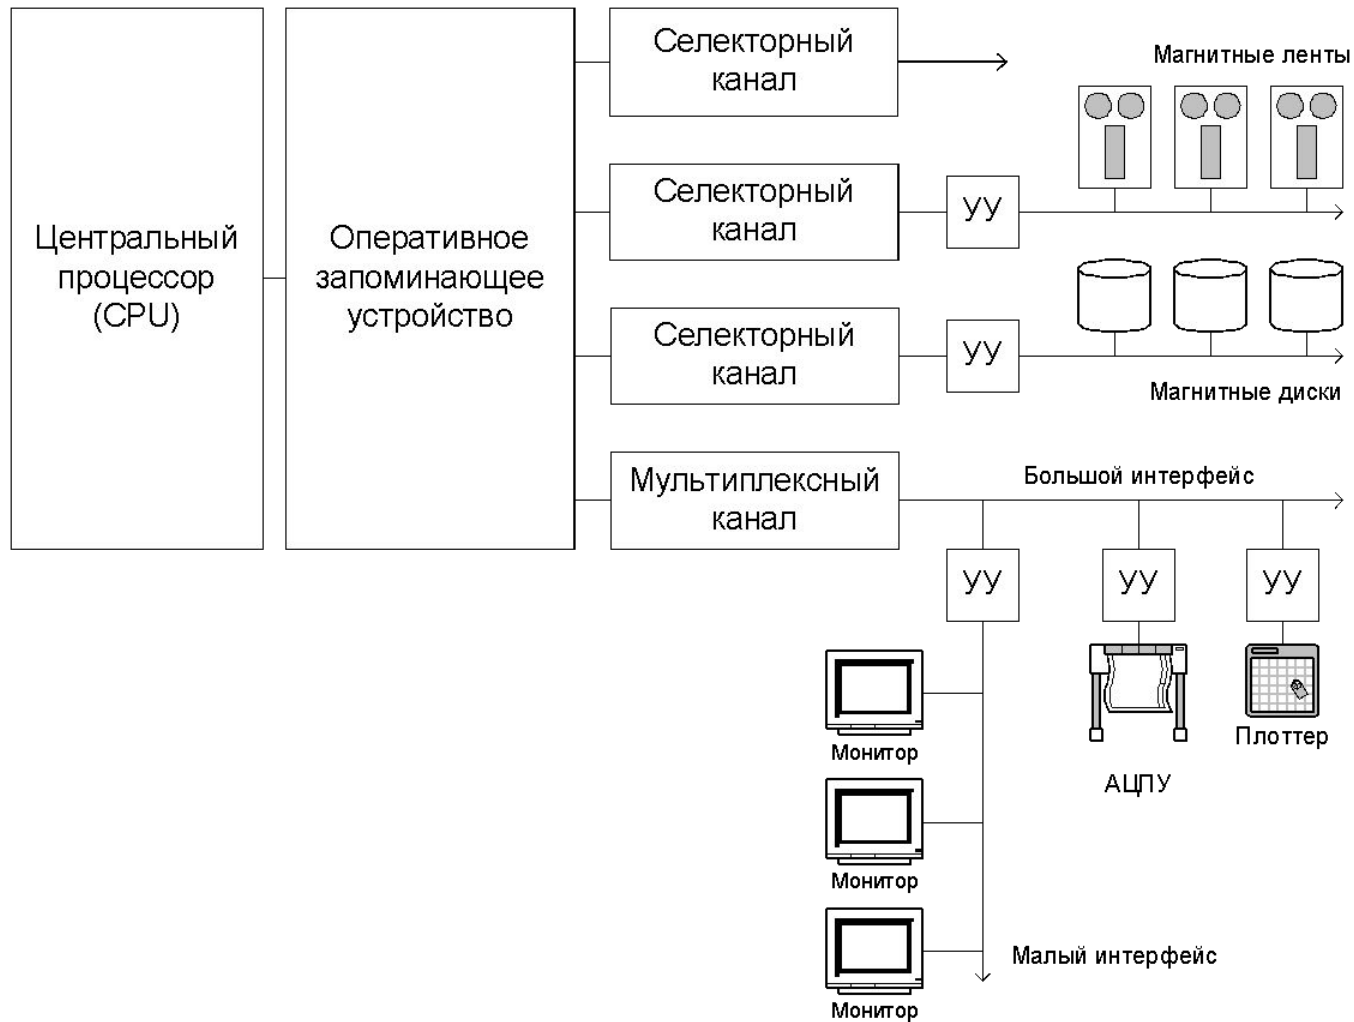 Центральный
процессор
(CPU)
Оперативное
запоминающее
устройство
Селекторный
канал
Магнитные ленты
Селекторный
канал
УУ
Селекторный
канал
УУ
Магнитные диски
Мультиплексный
канал
Большой интерфейс
УУ
УУ
УУ
Монитор
АЦПУ
Плоттер
Монитор
Монитор
Малый интерфейс